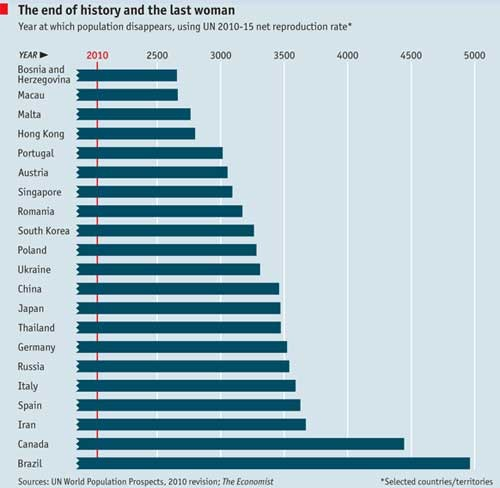 The end of history and the last woman
Year at which population disappears, using UN 2010-15 net reproduction rate*
YEAR ► 2010 2500 3000 3500 4000 4500 5000
Bosnia and
Herzegovina
Macau
Malta
Hong Kong
Portugal
Austria
Singapore
Romania
South Korea
Poland
Ukraine
China
Japan
Thailand
Germany
Russia
Italy
Spain
Iran
Canada
Brazil
Sources: UN World Population Prospects, 2010 revision; The Economist *Selected countries/territories